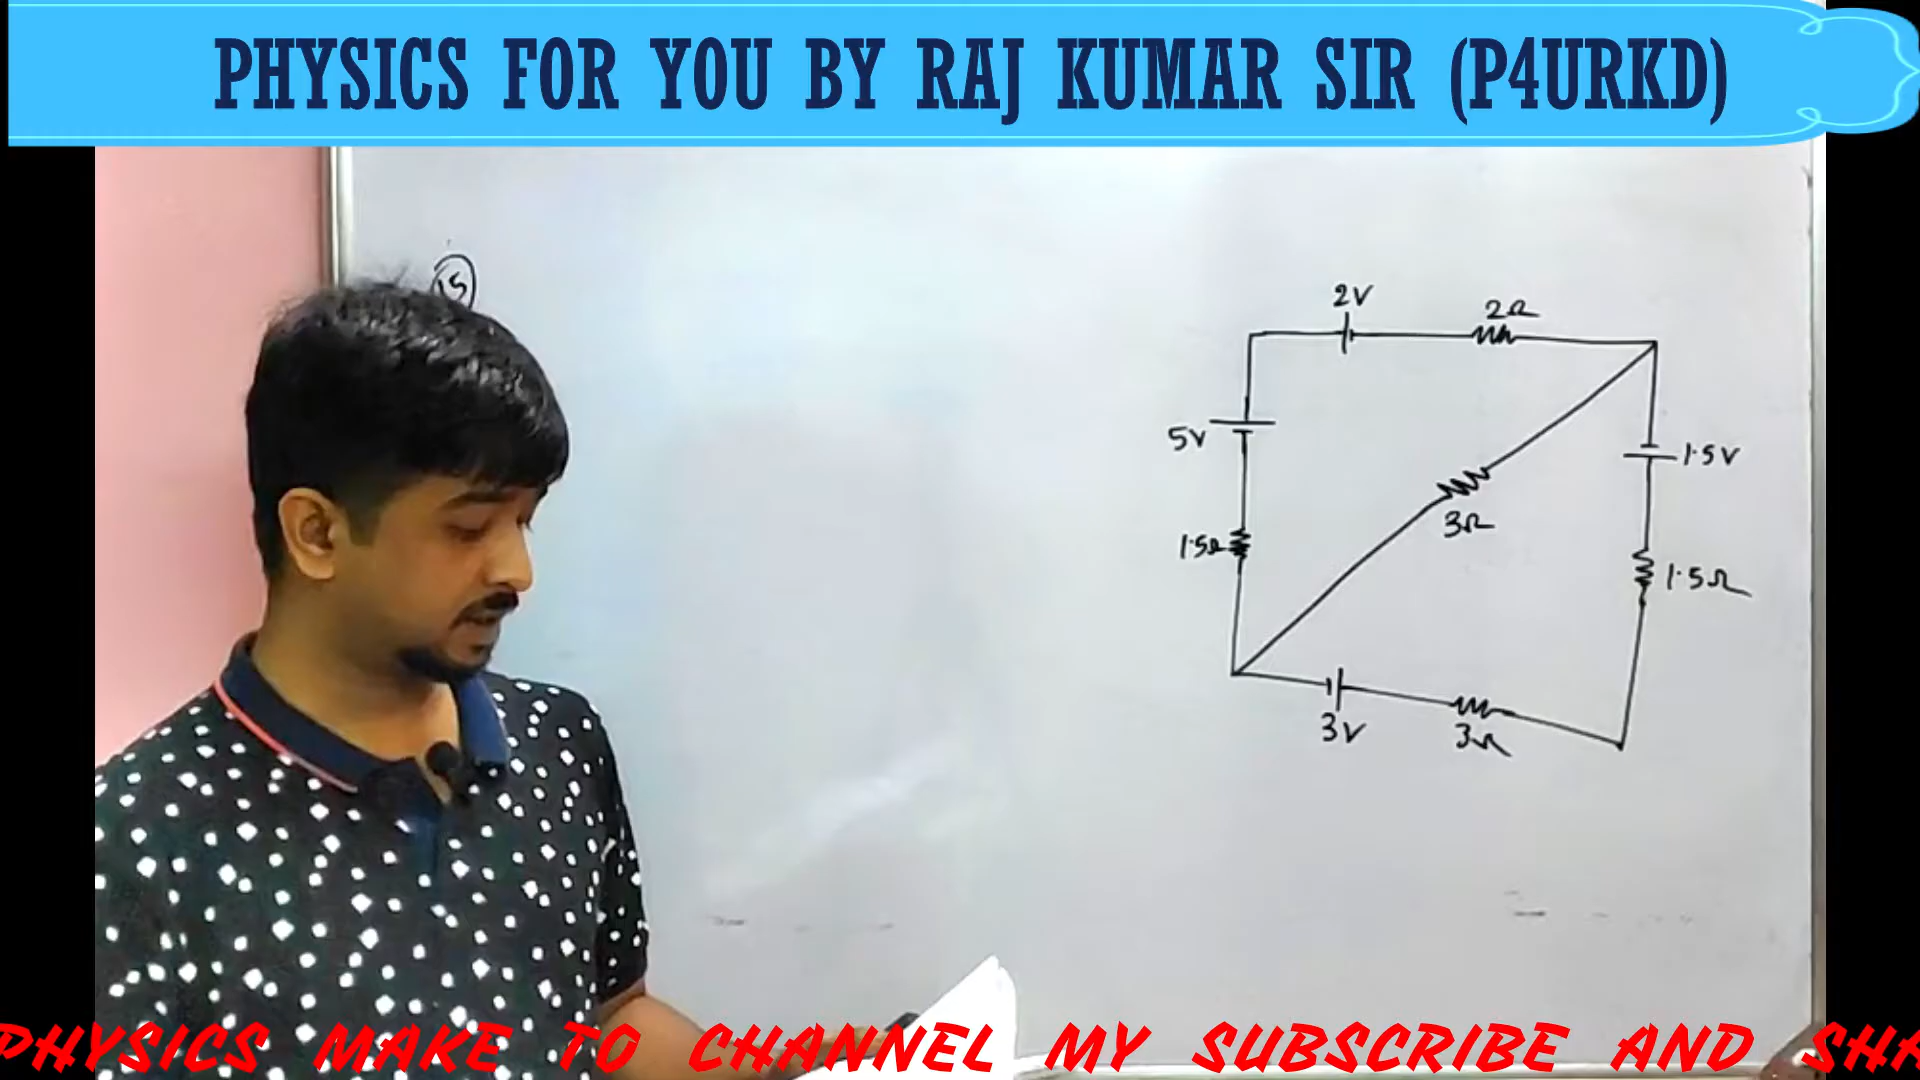 PHYSICS FOR YOU BY RAJ KUMAR SIR (P4URKD)
15
2V
2Ω
5V
1.5V
3Ω
1.5Ω
1.5Ω
3V
3Ω
PHYSICS MAKE TO CHANNEL MY SUBSCRIBE AND SHA